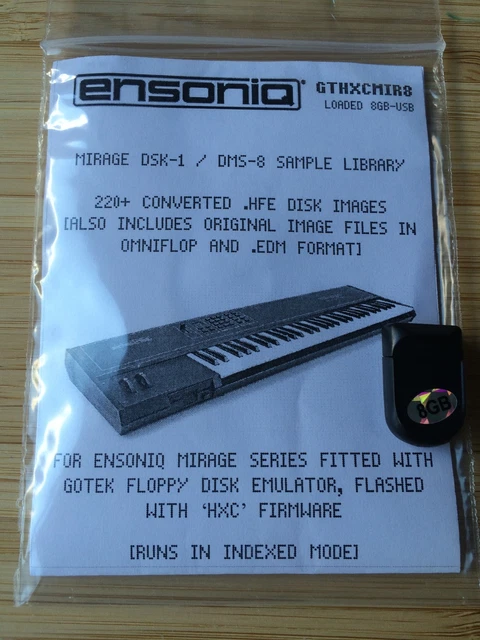 ensoniq
GTHXCMIR8
LOADED 8GB-USB
MIRAGE DSK-1 / DMS-8 SAMPLE LIBRARY
220+ CONVERTED .HFE DISK IMAGES
[ALSO INCLUDES ORIGINAL IMAGE FILES IN
OMNIFLOP AND .EDM FORMAT]
8GB
FOR ENSONIQ MIRAGE SERIES FITTED WITH
GOTEK FLOPPY DISK EMULATOR, FLASHED
WITH ‘HXC’ FIRMWARE
[RUNS IN INDEXED MODE]